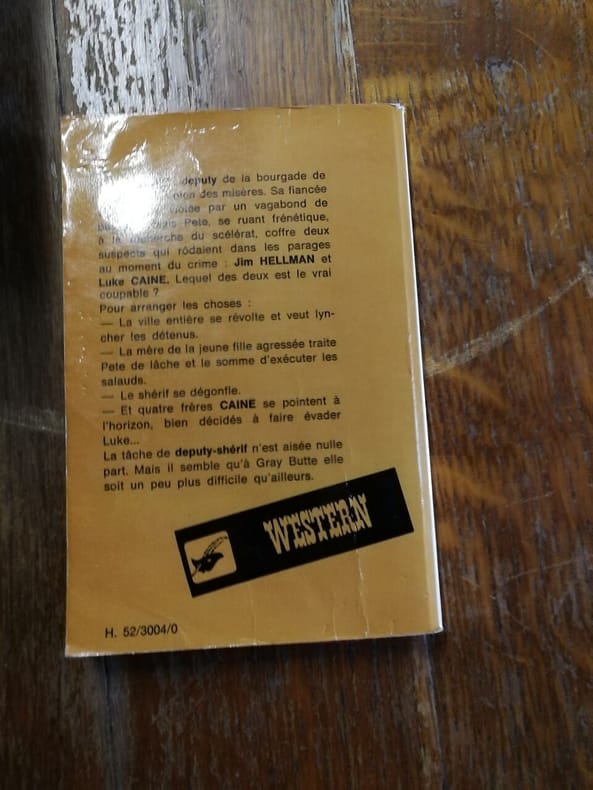 deputy de la bourgade de
des misères. Sa fiancée
par un vagabond de
Pete, se ruant frénétique,
à la recherche du scélérat, coffre deux
suspects qui rôdaient dans les parages
au moment du crime : Jim HELLMAN et
Luke CAINE. Lequel des deux est le vrai
coupable ?
Pour arranger les choses :
— La ville entière se révolte et veut lyn-
cher les détenus.
— La mère de la jeune fille agressée traite
Pete de lâche et le somme d'exécuter les
salauds.
— Le shérif se dégonfle.
— Et quatre frères CAINE se pointent à
l'horizon, bien décidés à faire évader
Luke...
La tâche de deputy-shérif n'est aisée nulle
part. Mais il semble qu'à Gray Butte elle
soit un peu plus difficile qu'ailleurs.
WESTERN
H. 52/3004/0